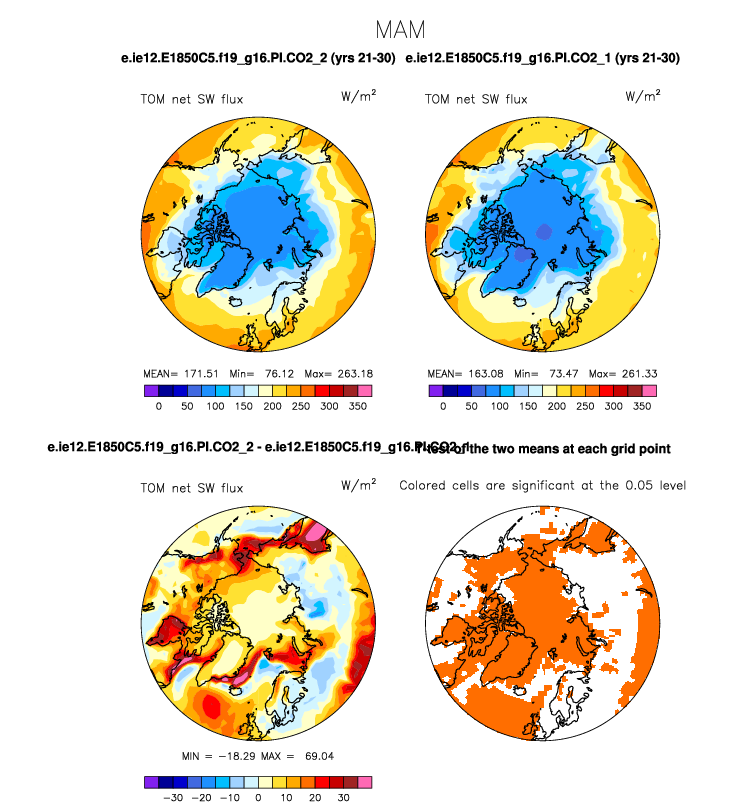 MAM
e.ie12.E1850C5.f19_g16.PI.CO2_2 (yrs 21-30) e.ie12.E1850C5.f19_g16.PI.CO2_1 (yrs 21-30)
TOM net SW flux W/m² TOM net SW flux W/m²
MEAN= 171.51 Min= 76.12 Max= 263.18 MEAN= 163.08 Min= 73.47 Max= 261.33
0 50 100 150 200 250 300 350 0 50 100 150 200 250 300 350
e.ie12.E1850C5.f19_g16.PI.CO2_2 - e.ie12.E1850C5.f19_g16.PI.CO2_1 T-test of the two means at each grid point
TOM net SW flux W/m² Colored cells are significant at the 0.05 level
MIN = -18.29 MAX = 69.04
-30 -20 -10 0 10 20 30